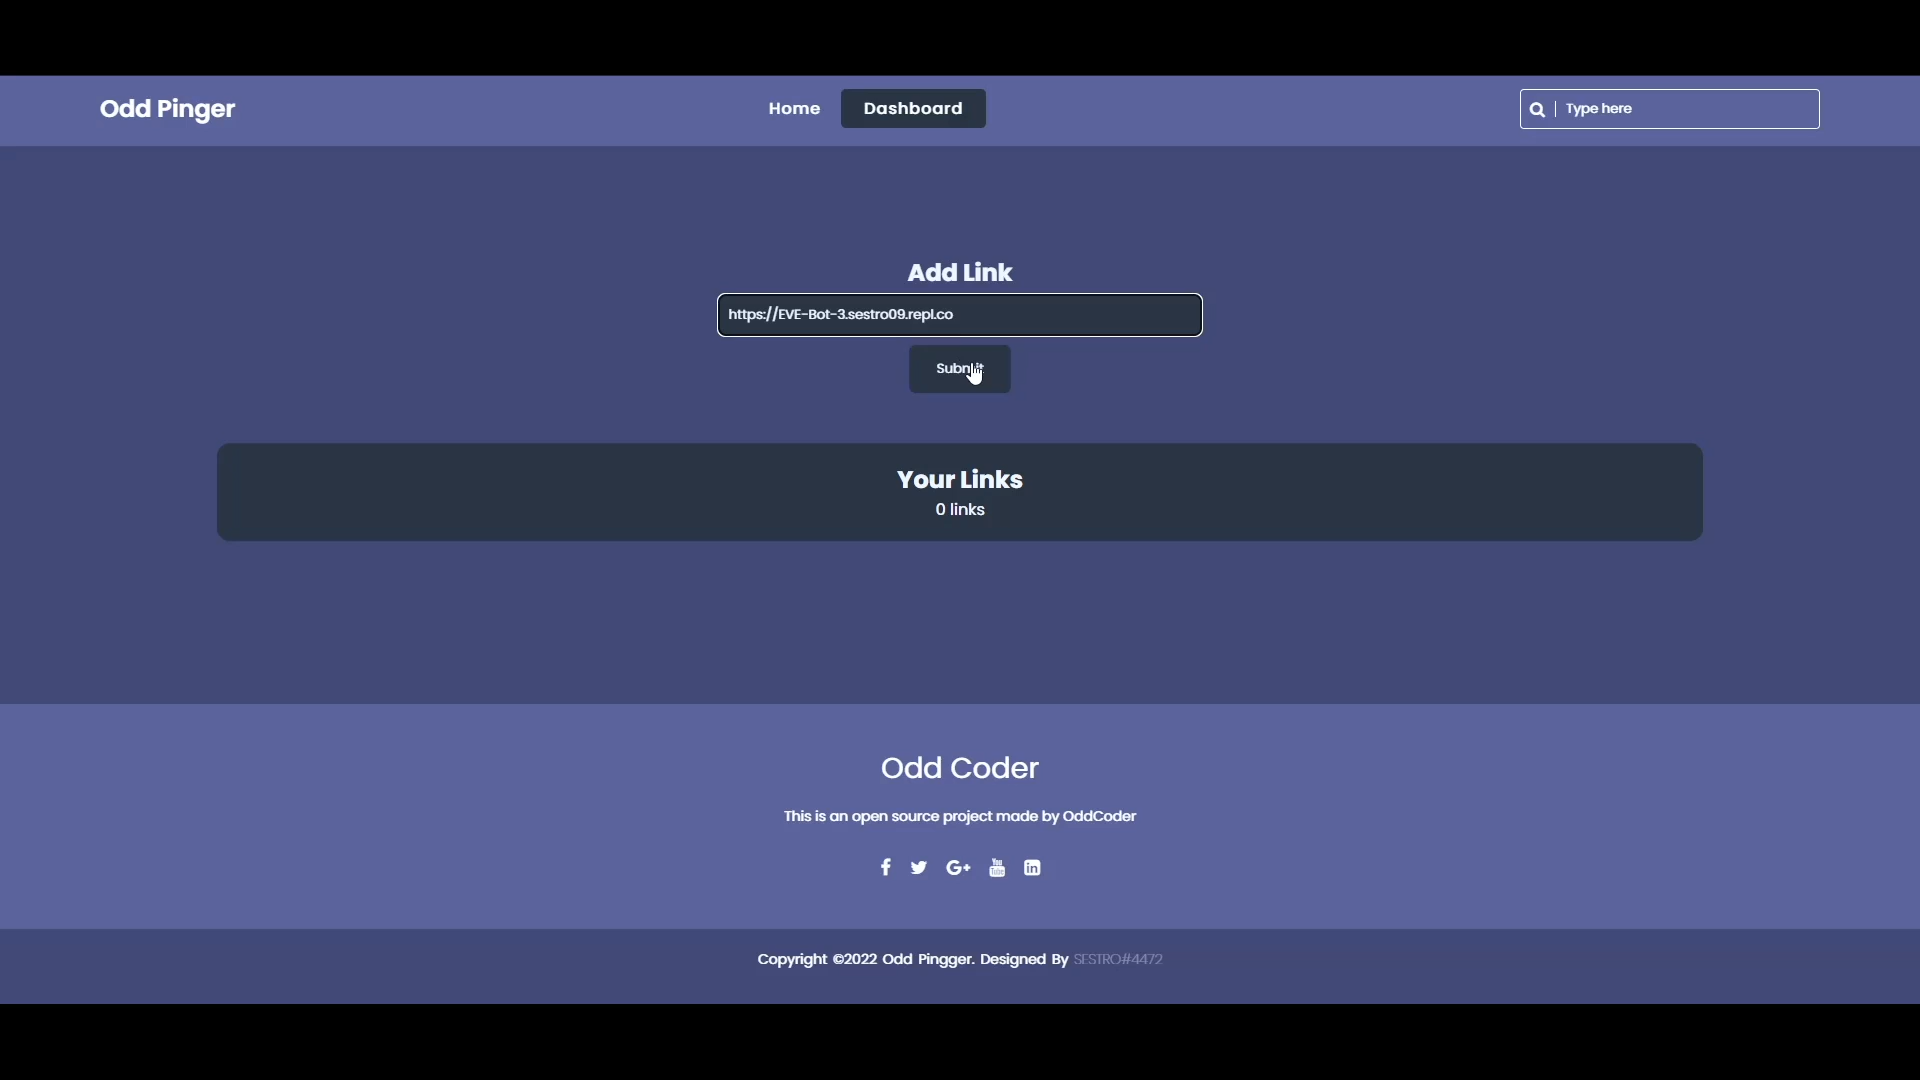 Odd Pinger
Home
Dashboard
Type here
Add Link
https://EVE-Bot-3.sestro09.repl.co
Submit
Your Links
0 links
Odd Coder
This is an open source project made by OddCoder
Copyright ©2022 Odd Pingger. Designed By SESTRO#4472